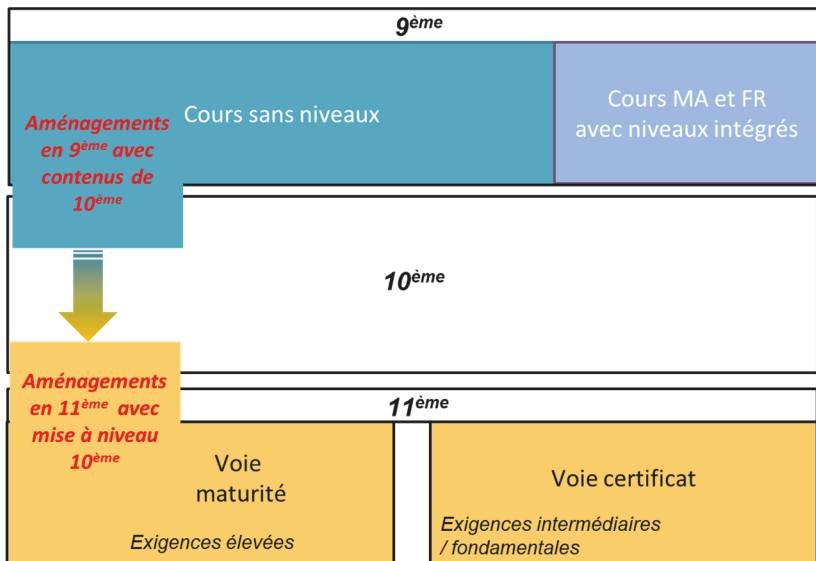 9ème
Cours sans niveaux
Cours MA et FR
avec niveaux intégrés
Aménagements
en 9ème avec
contenus de
10ème
10ème
Aménagements
en 11ème avec
mise à niveau
10ème
11ème
Voie
maturité
Exigences élevées
Voie certificat
Exigences intermédiaires
/ fondamentales